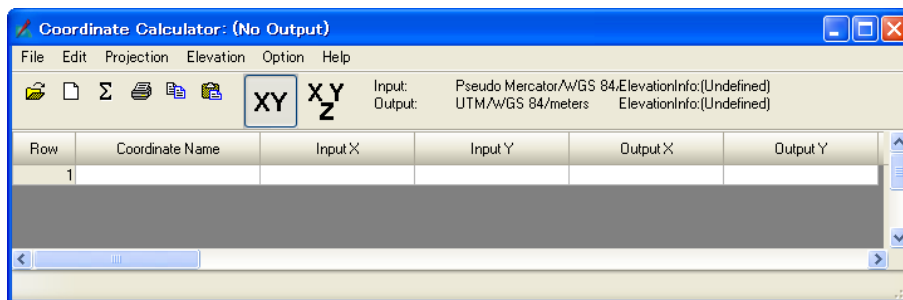 Coordinate Calculator: (No Output)
File Edit Projection Elevation Option Help
Σ XY XYZ
Input: Pseudo Mercator/WGS 84/ElevationInfo:(Undefined)
Output: UTM/WGS 84/meters ElevationInfo:(Undefined)
Row Coordinate Name Input X Input Y Output X Output Y
1